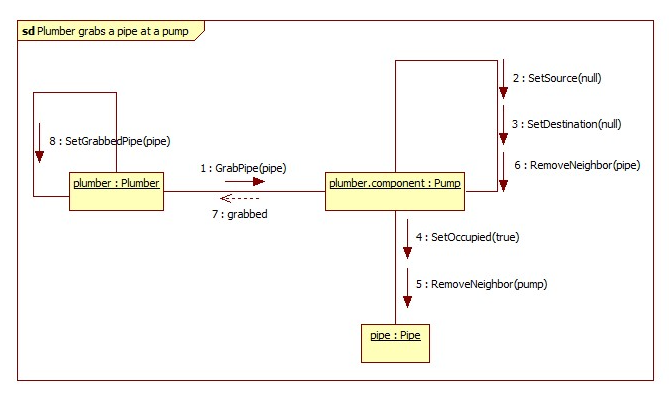 sd Plumber grabs a pipe at a pump
2 : SetSource(null)
3 : SetDestination(null)
8 : SetGrabbedPipe(pipe)
1 : GrabPipe(pipe)
6 : RemoveNeighbor(pipe)
plumber : Plumber
plumber.component : Pump
7 : grabbed
4 : SetOccupied(true)
5 : RemoveNeighbor(pump)
pipe : Pipe